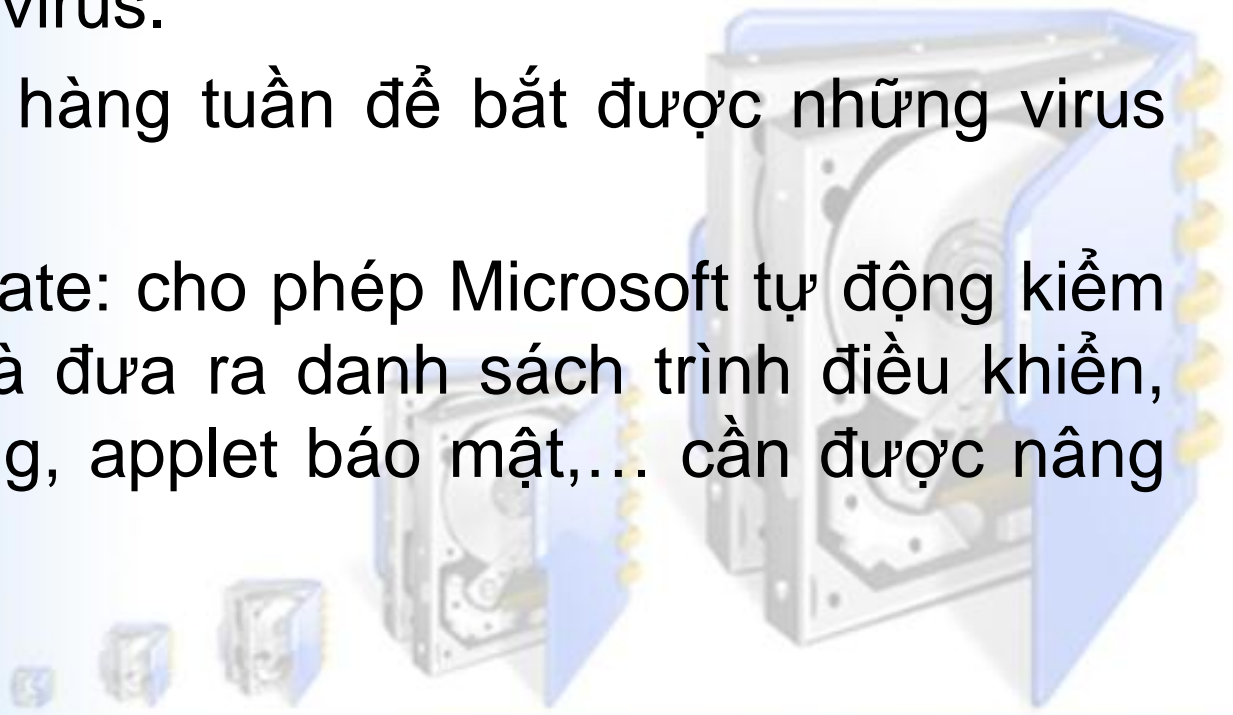 virus.
hàng tuần để bắt được những virus
ate: cho phép Microsoft tự động kiểm
à đưa ra danh sách trình điều khiển,
g, applet báo mật,… cần được nâng